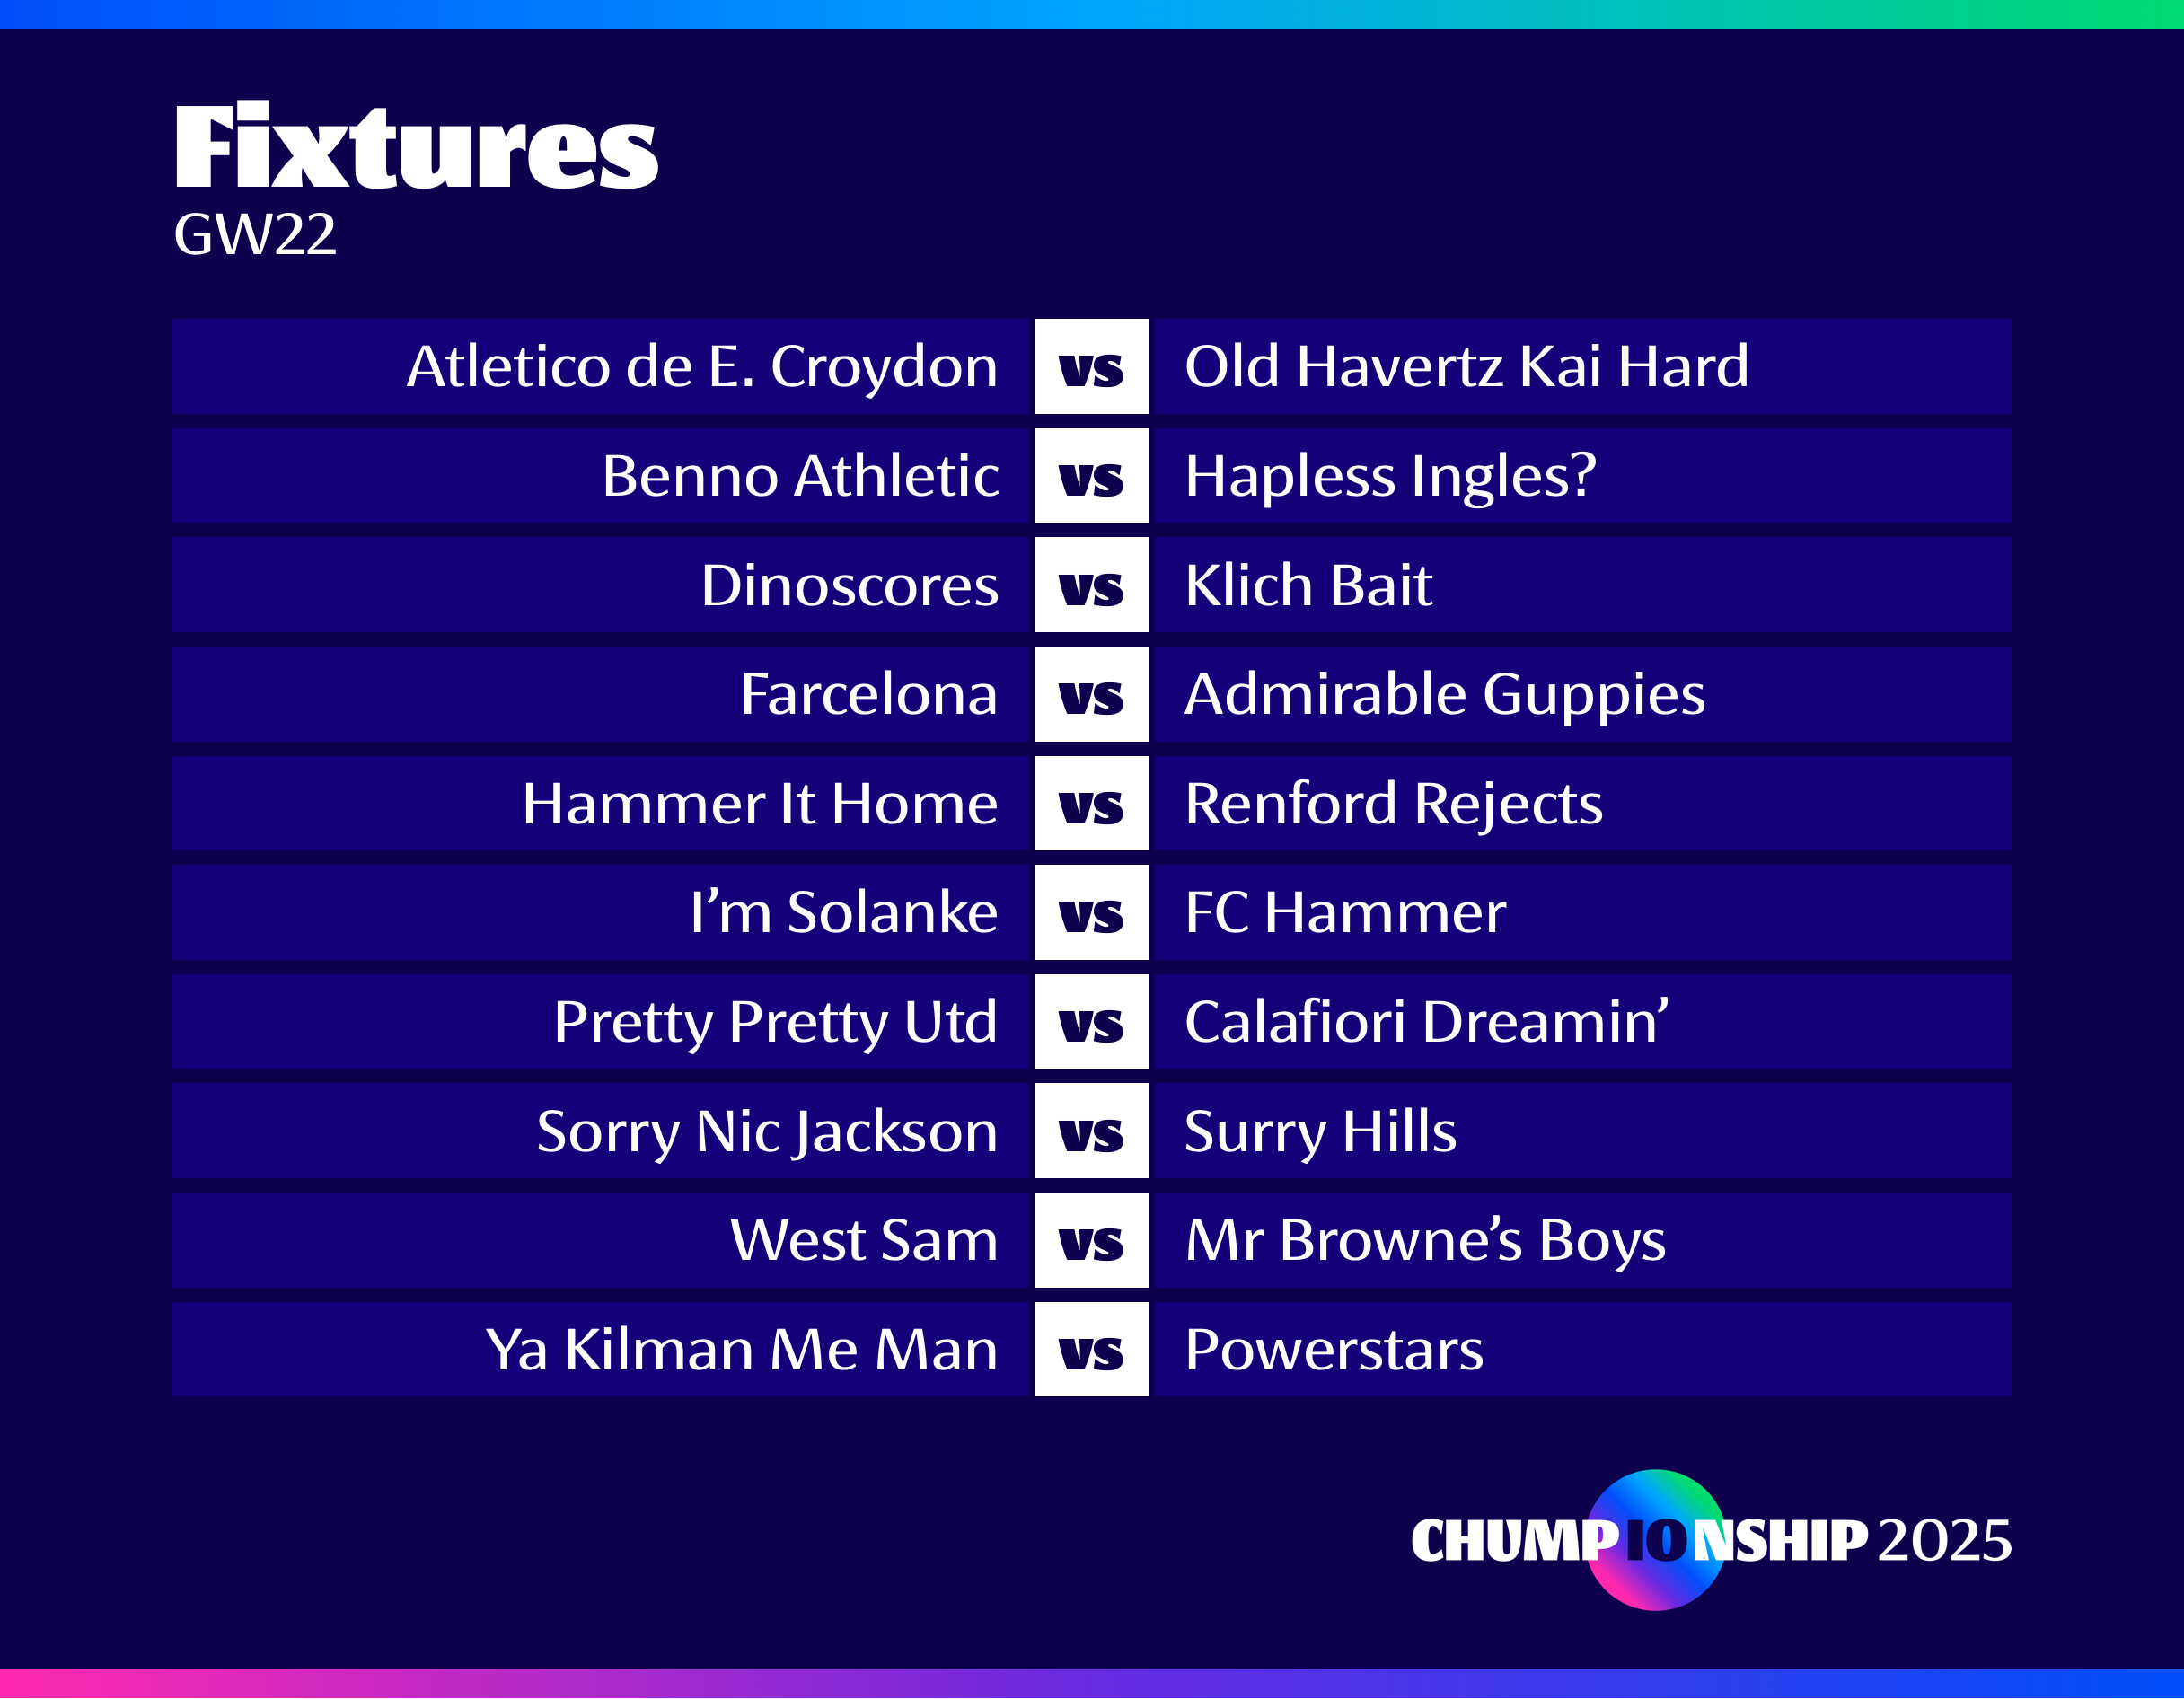 Fixtures
GW22
Atletico de E. Croydon vs Old Havertz Kai Hard
Benno Athletic vs Hapless Ingles?
Dinoscores vs Klich Bait
Farcelona vs Admirable Guppies
Hammer It Home vs Renford Rejects
I’m Solanke vs FC Hammer
Pretty Pretty Utd vs Calafiori Dreamin’
Sorry Nic Jackson vs Surry Hills
West Sam vs Mr Browne’s Boys
Ya Kilman Me Man vs Powerstars
CHUMPIONSHIP 2025